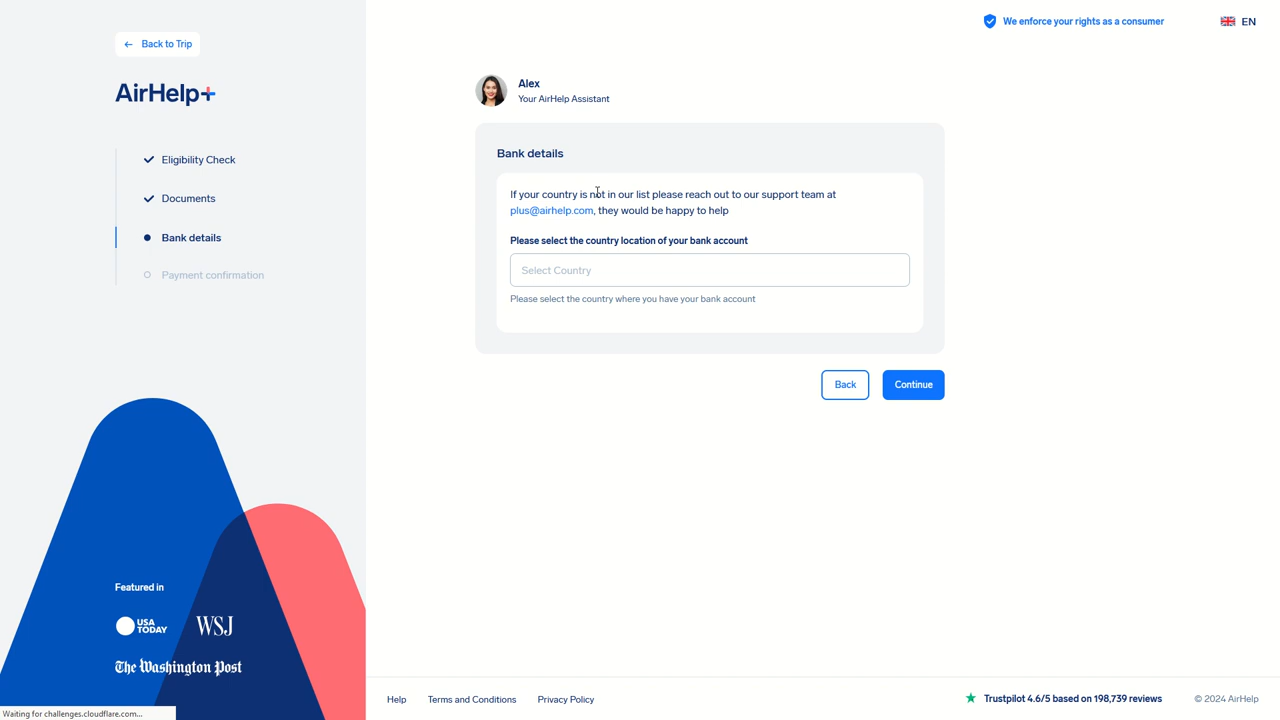 We enforce your rights as a consumer
EN
Back to Trip
AirHelp+
Eligibility Check
Documents
Bank details
Payment confirmation
Alex
Your AirHelp Assistant
Bank details
If your country is not in our list please reach out to our support team at
plus@airhelp.com, they would be happy to help
Please select the country location of your bank account
Select Country
Please select the country where you have your bank account
Back
Continue
Featured in
USA
TODAY
WSJ
The Washington Post
Help
Terms and Conditions
Privacy Policy
Trustpilot 4.6/5 based on 198,739 reviews
© 2024 AirHelp
Waiting for challenges.cloudflare.com...